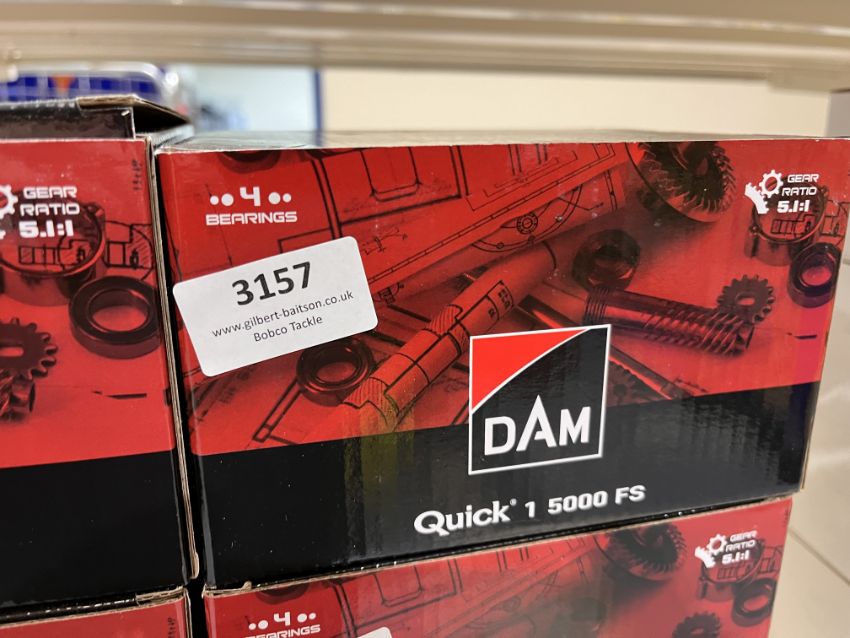 GEAR
RATIO
5.1:1
4
BEARINGS
3157
www.gilbert-baitson.co.uk
Bobco Tackle
GEAR
RATIO
5.1:1
DAM
Quick® 1 5000 FS
4
BEARINGS
GEAR
RATIO
5.1:1